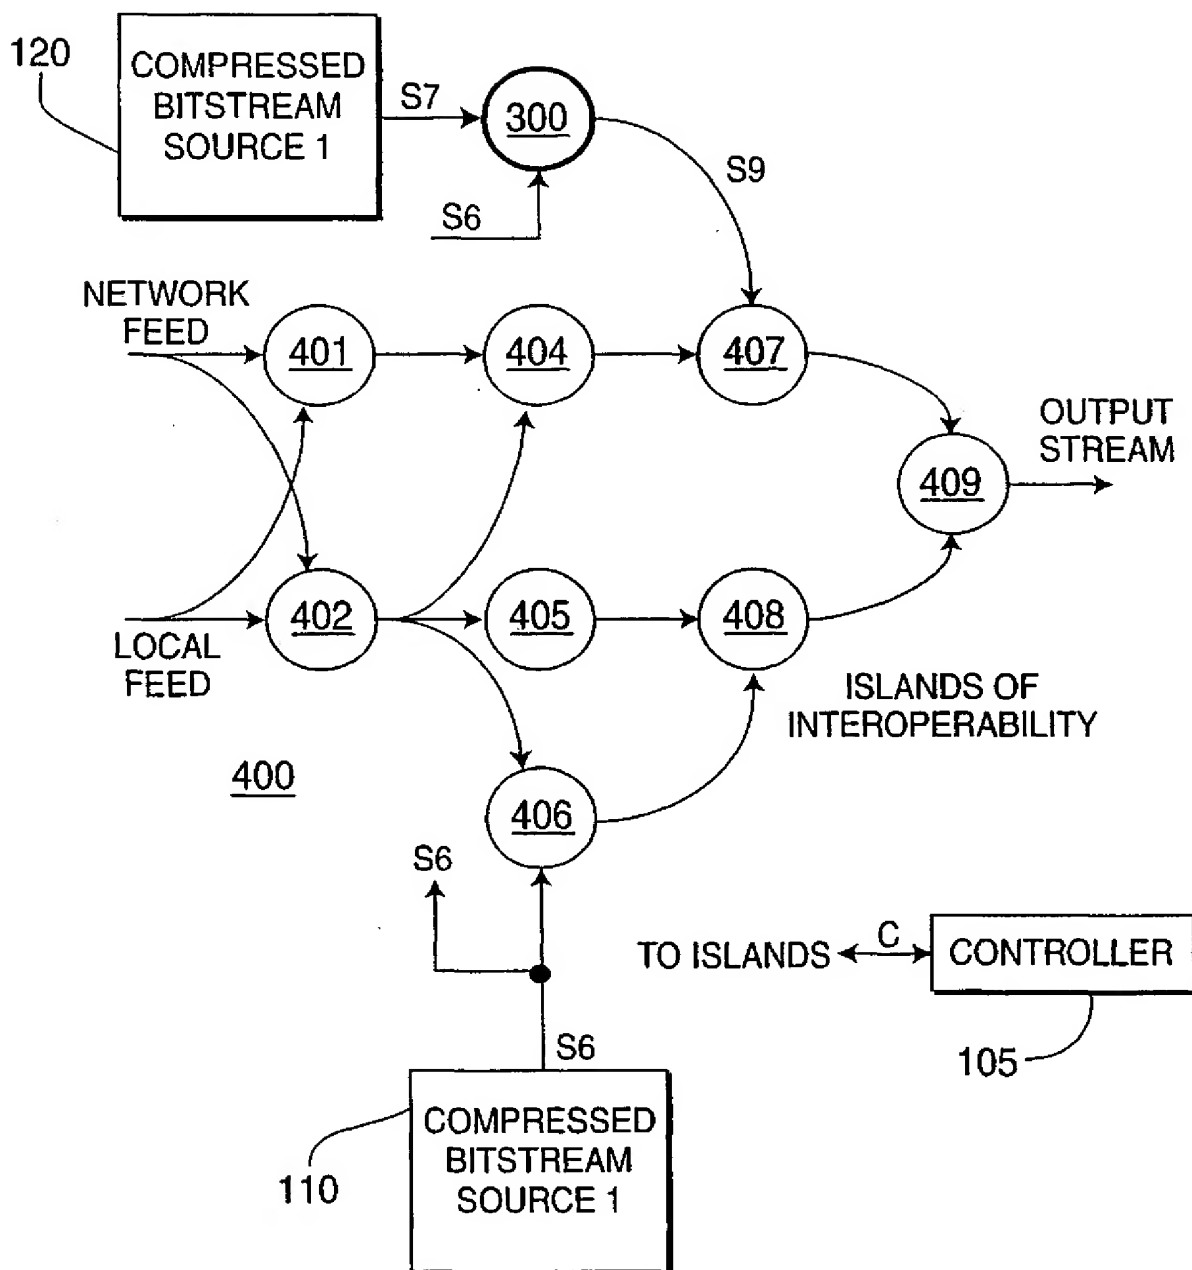 120
COMPRESSED
BITSTREAM
SOURCE 1
S7
300
S6
S9
NETWORK
FEED
401
404
407
OUTPUT
STREAM
409
402
405
408
LOCAL
FEED
ISLANDS OF
INTEROPERABILITY
400
406
S6
TO ISLANDS
C
CONTROLLER
S6
105
COMPRESSED
BITSTREAM
SOURCE 1
110